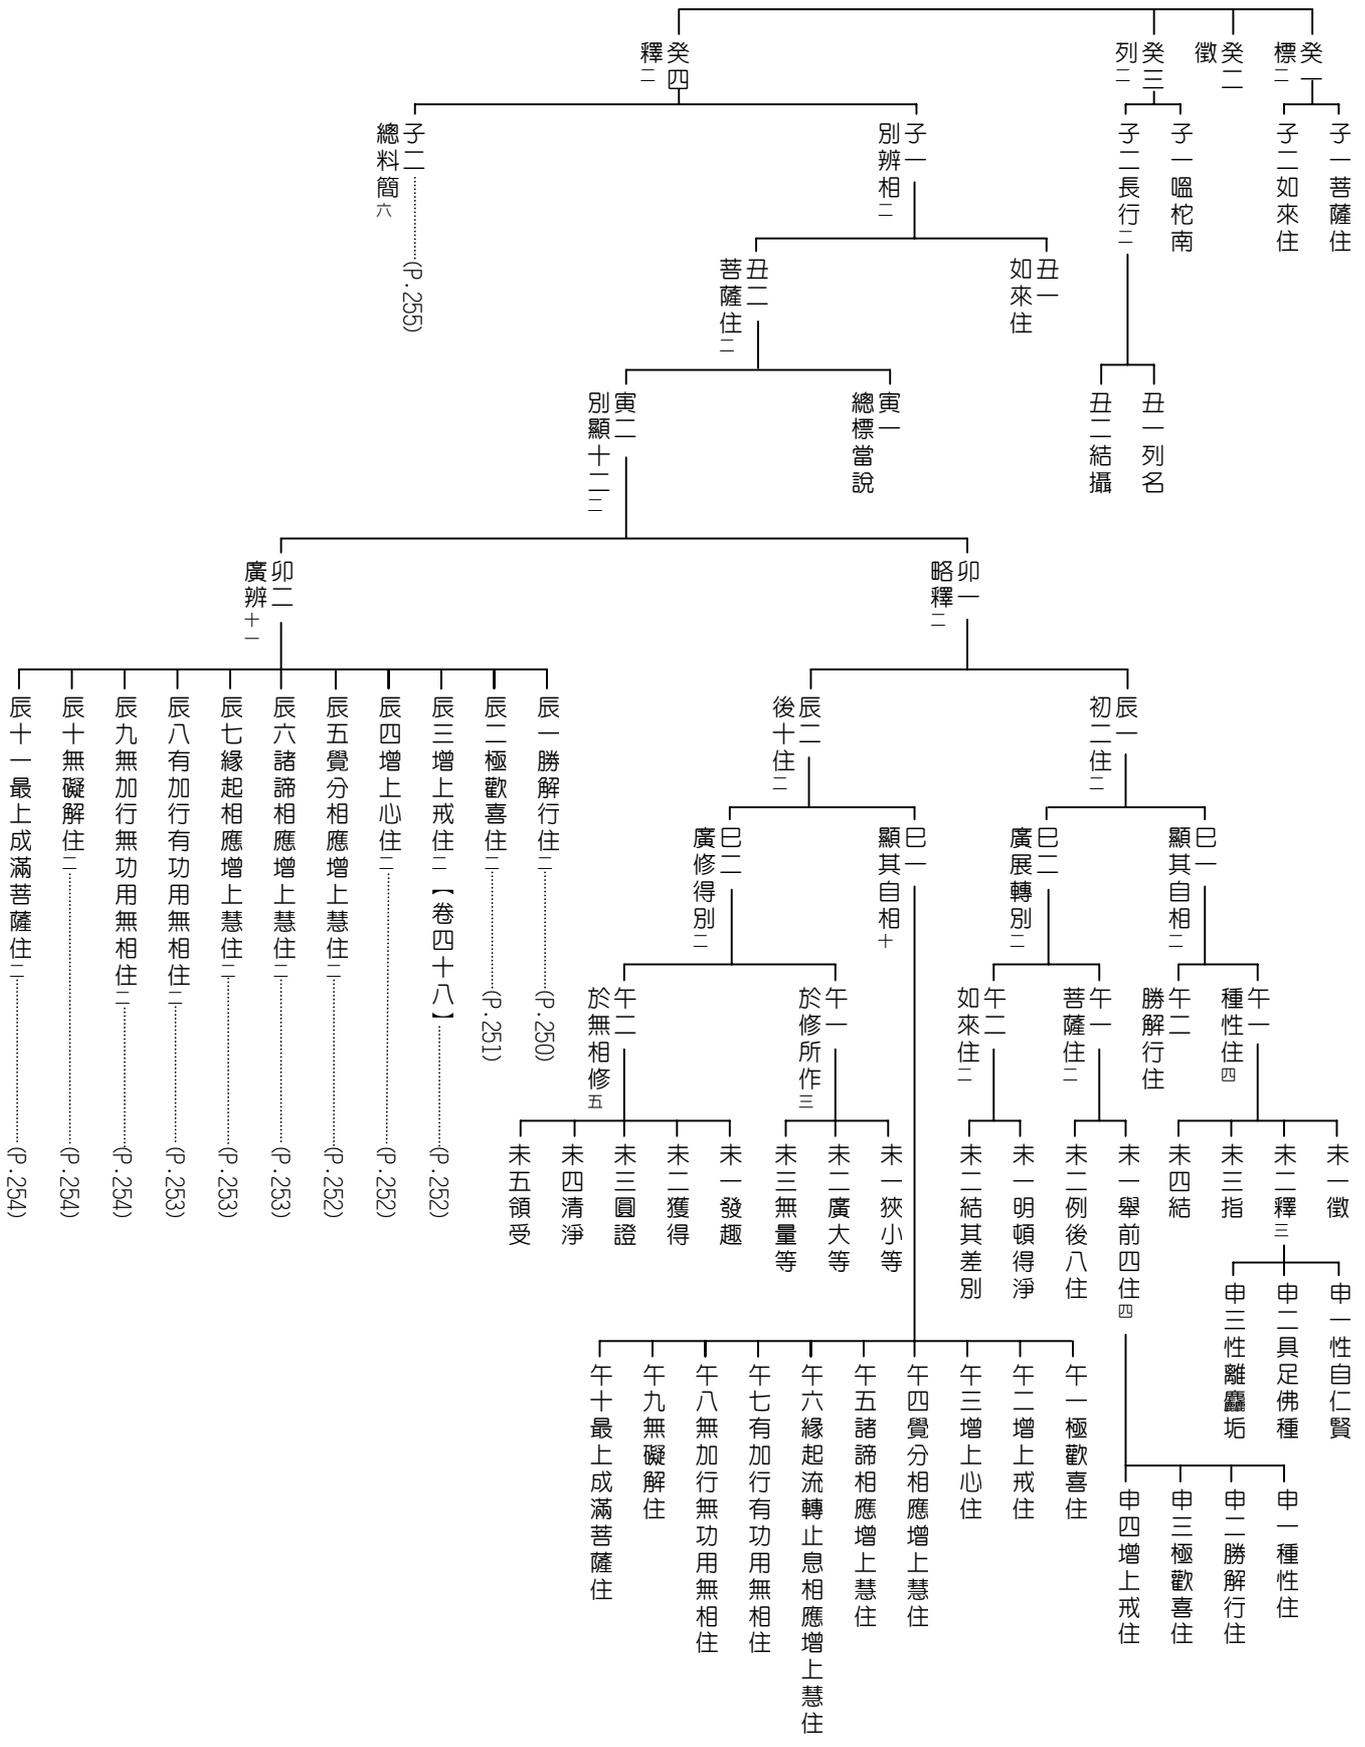 癸一
標二
子一菩薩住
子二如來住
癸二
徵
癸三
列二
子一嗢柁南
子二長行二
丑一列名
丑二結攝
癸四
釋二
子一
別辨相二
丑一
如來住
丑二
菩薩住二
寅一
總標當說
寅二
別顯十二二
卯一
略釋二
辰一
初二住二
巳一
顯其自相二
午一
種性住四
未一徵
未二釋三
申一性自仁賢
申二具足佛種
申三性離麤垢
未三指
未四結
午二
勝解行住
巳二
廣展轉別二
午一
菩薩住二
未一舉前四住四
申一種性住
申二勝解行住
申三極歡喜住
申四增上戒住
未二例後八住
午二
如來住二
未一明頓得淨
未二結其差別
辰二
後十住二
巳一
顯其自相十
午一極歡喜住
午二增上戒住
午三增上心住
午四覺分相應增上慧住
午五諸諦相應增上慧住
午六緣起流轉止息相應增上慧住
午七有加行有功用無相住
午八無加行無功用無相住
午九無礙解住
午十最上成滿菩薩住
巳二
廣修得別二
午一
於修所作三
未一狹小等
未二廣大等
未三無量等
午二
於無相修五
未一發趣
未二獲得
未三圓證
未四清淨
未五領受
卯二
廣辨十一
辰一勝解行住二(P.250)
辰二極歡喜住二(P.251)
辰三增上戒住二【卷四十八】(P.252)
辰四增上心住二(P.252)
辰五覺分相應增上慧住二(P.252)
辰六諸諦相應增上慧住二(P.253)
辰七緣起相應增上慧住二(P.253)
辰八有加行有功用無相住二(P.253)
辰九無加行無功用無相住二(P.254)
辰十無礙解住二(P.254)
辰十一最上成滿菩薩住二(P.254)
子二
總料簡六(P.255)